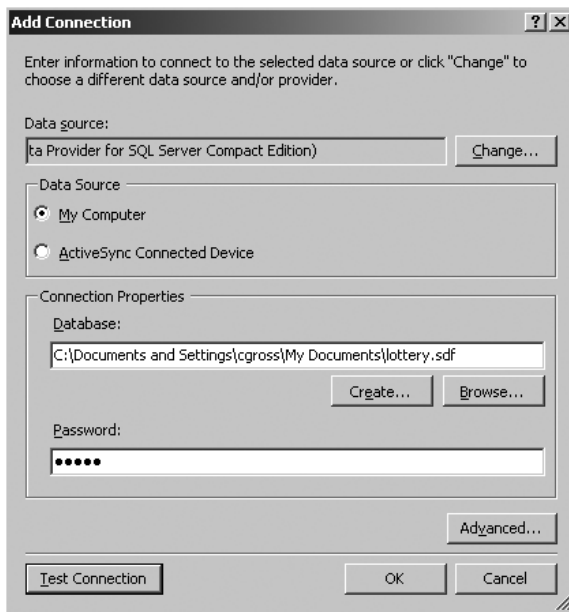 Add Connection
Enter information to connect to the selected data source or click "Change" to
choose a different data source and/or provider.
Data source:
ta Provider for SQL Server Compact Edition)
Change...
Data Source
My Computer
ActiveSync Connected Device
Connection Properties
Database:
C:\Documents and Settings\cgross\My Documents\lottery.sdf
Create...
Browse...
Password:
●●●●●
Advanced...
Test Connection
OK
Cancel